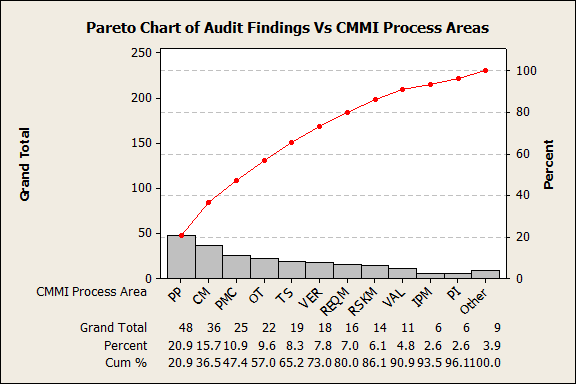 Pareto Chart of Audit Findings Vs CMMI Process Areas
250
200
150
100
50
0
Grand Total
100
80
60
40
20
0
Percent
CMMI Process Area PP CM PMC OT TS VER REQM RSKM VAL IPM PI Other
Grand Total 48 36 25 22 19 18 16 14 11 6 6 9
Percent 20.9 15.7 10.9 9.6 8.3 7.8 7.0 6.1 4.8 2.6 2.6 3.9
Cum % 20.9 36.5 47.4 57.0 65.2 73.0 80.0 86.1 90.9 93.5 96.1 100.0